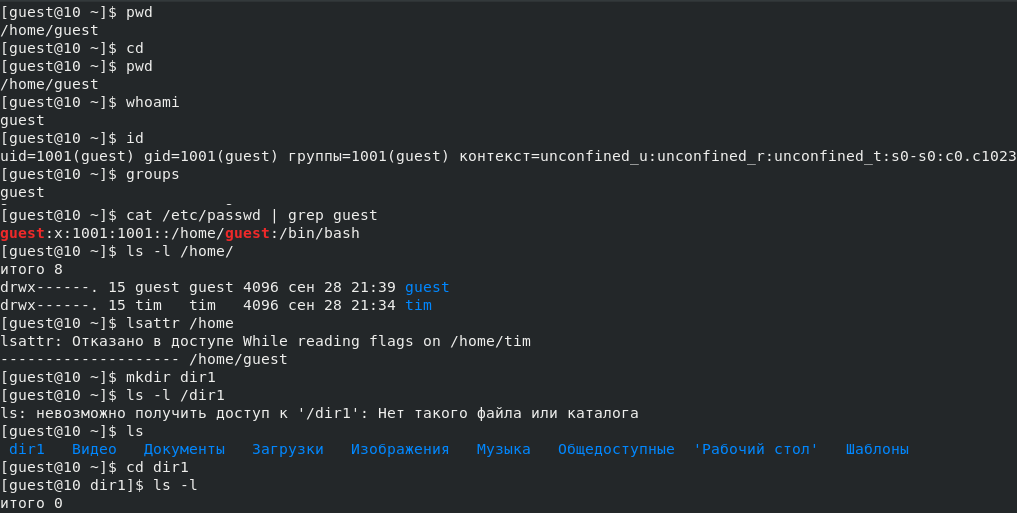 [guest@10 ~]$ pwd
/home/guest
[guest@10 ~]$ cd
[guest@10 ~]$ pwd
/home/guest
[guest@10 ~]$ whoami
guest
[guest@10 ~]$ id
uid=1001(guest) gid=1001(guest) группы=1001(guest) контекст=unconfined_u:unconfined_r:unconfined_t:s0-s0:c0.c1023
[guest@10 ~]$ groups
guest
[guest@10 ~]$ cat /etc/passwd | grep guest
guest:x:1001:1001::/home/guest:/bin/bash
[guest@10 ~]$ ls -l /home/
итого 8
drwx------. 15 guest guest 4096 сен 28 21:39 guest
drwx------. 15 tim   tim   4096 сен 28 21:34 tim
[guest@10 ~]$ lsattr /home
lsattr: Отказано в доступе While reading flags on /home/tim
-------------------- /home/guest
[guest@10 ~]$ mkdir dir1
[guest@10 ~]$ ls -l /dir1
ls: невозможно получить доступ к '/dir1': Нет такого файла или каталога
[guest@10 ~]$ ls
dir1   Видео   Документы   Загрузки   Изображения   Музыка   Общедоступные  'Рабочий стол'   Шаблоны
[guest@10 ~]$ cd dir1
[guest@10 dir1]$ ls -l
итого 0